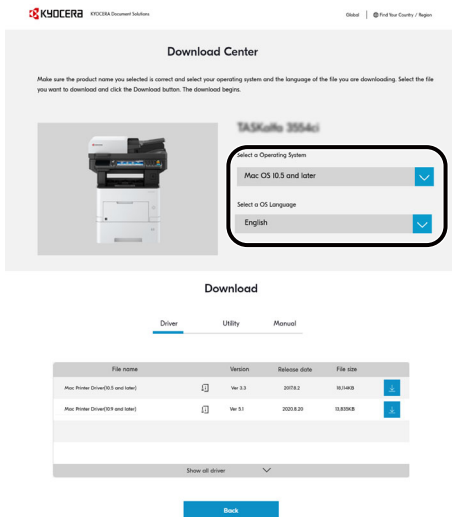 KYOCERA KYOCERA Document Solutions
Global Find Your Country / Region
Download Center
Make sure the product name you selected is correct and select your operating system and the language of the file you are downloading. Select the file
you want to download and click the Download button. The download begins.
TASKalfa 3554ci
Select a Operating System
Mac OS 10.5 and later
Select a OS Language
English
Download
Driver Utility Manual
File name Version Release date File size
Mac Printer Driver(10.5 and later) Ver 3.3 2017.8.2 18,114KB
Mac Printer Driver(10.9 and later) Ver 5.1 2020.8.20 13,835KB
Show all driver
Back